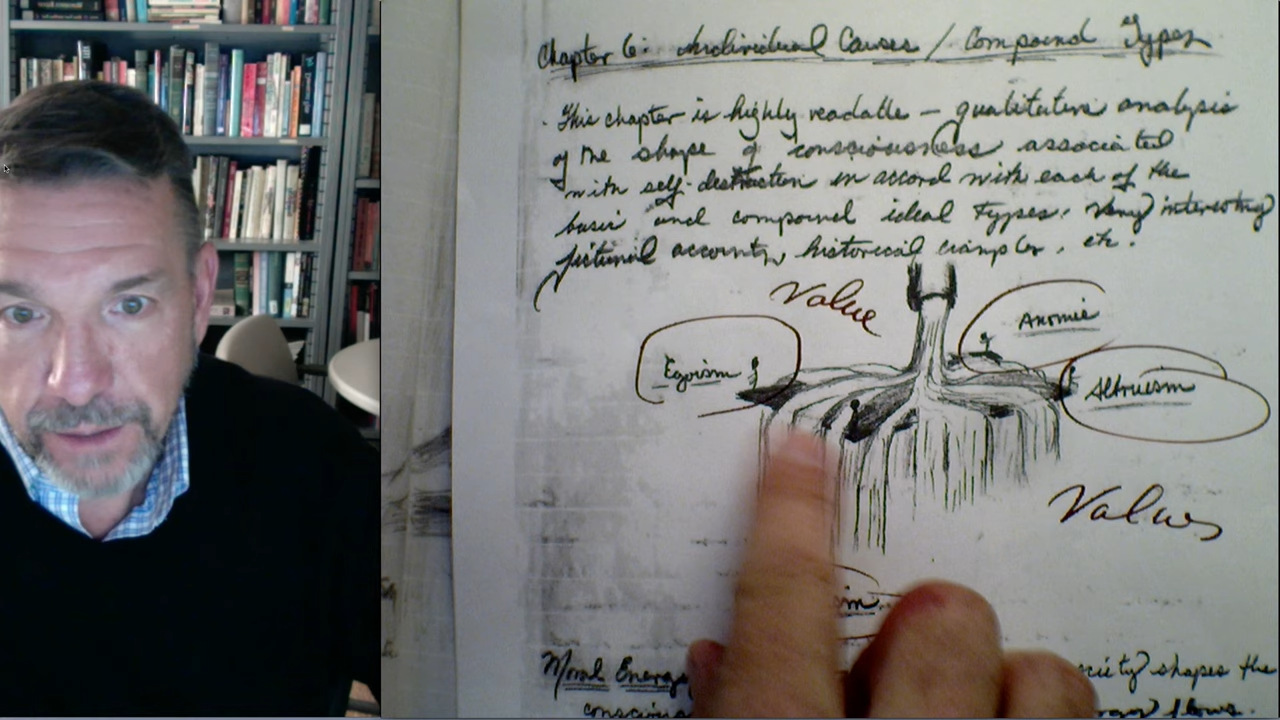 Chapter 6: Individual Causes / Compound Types
· This chapter is highly readable – qualitative analysis
of the shape of consciousness associated
with self-destruction in accord with each of the
basic and compound ideal types. Very interesting
fictional accounts, historical examples, etc.
Value
Anomie
Egoism
Altruism
Values
Moral Energy
shapes the
flows.